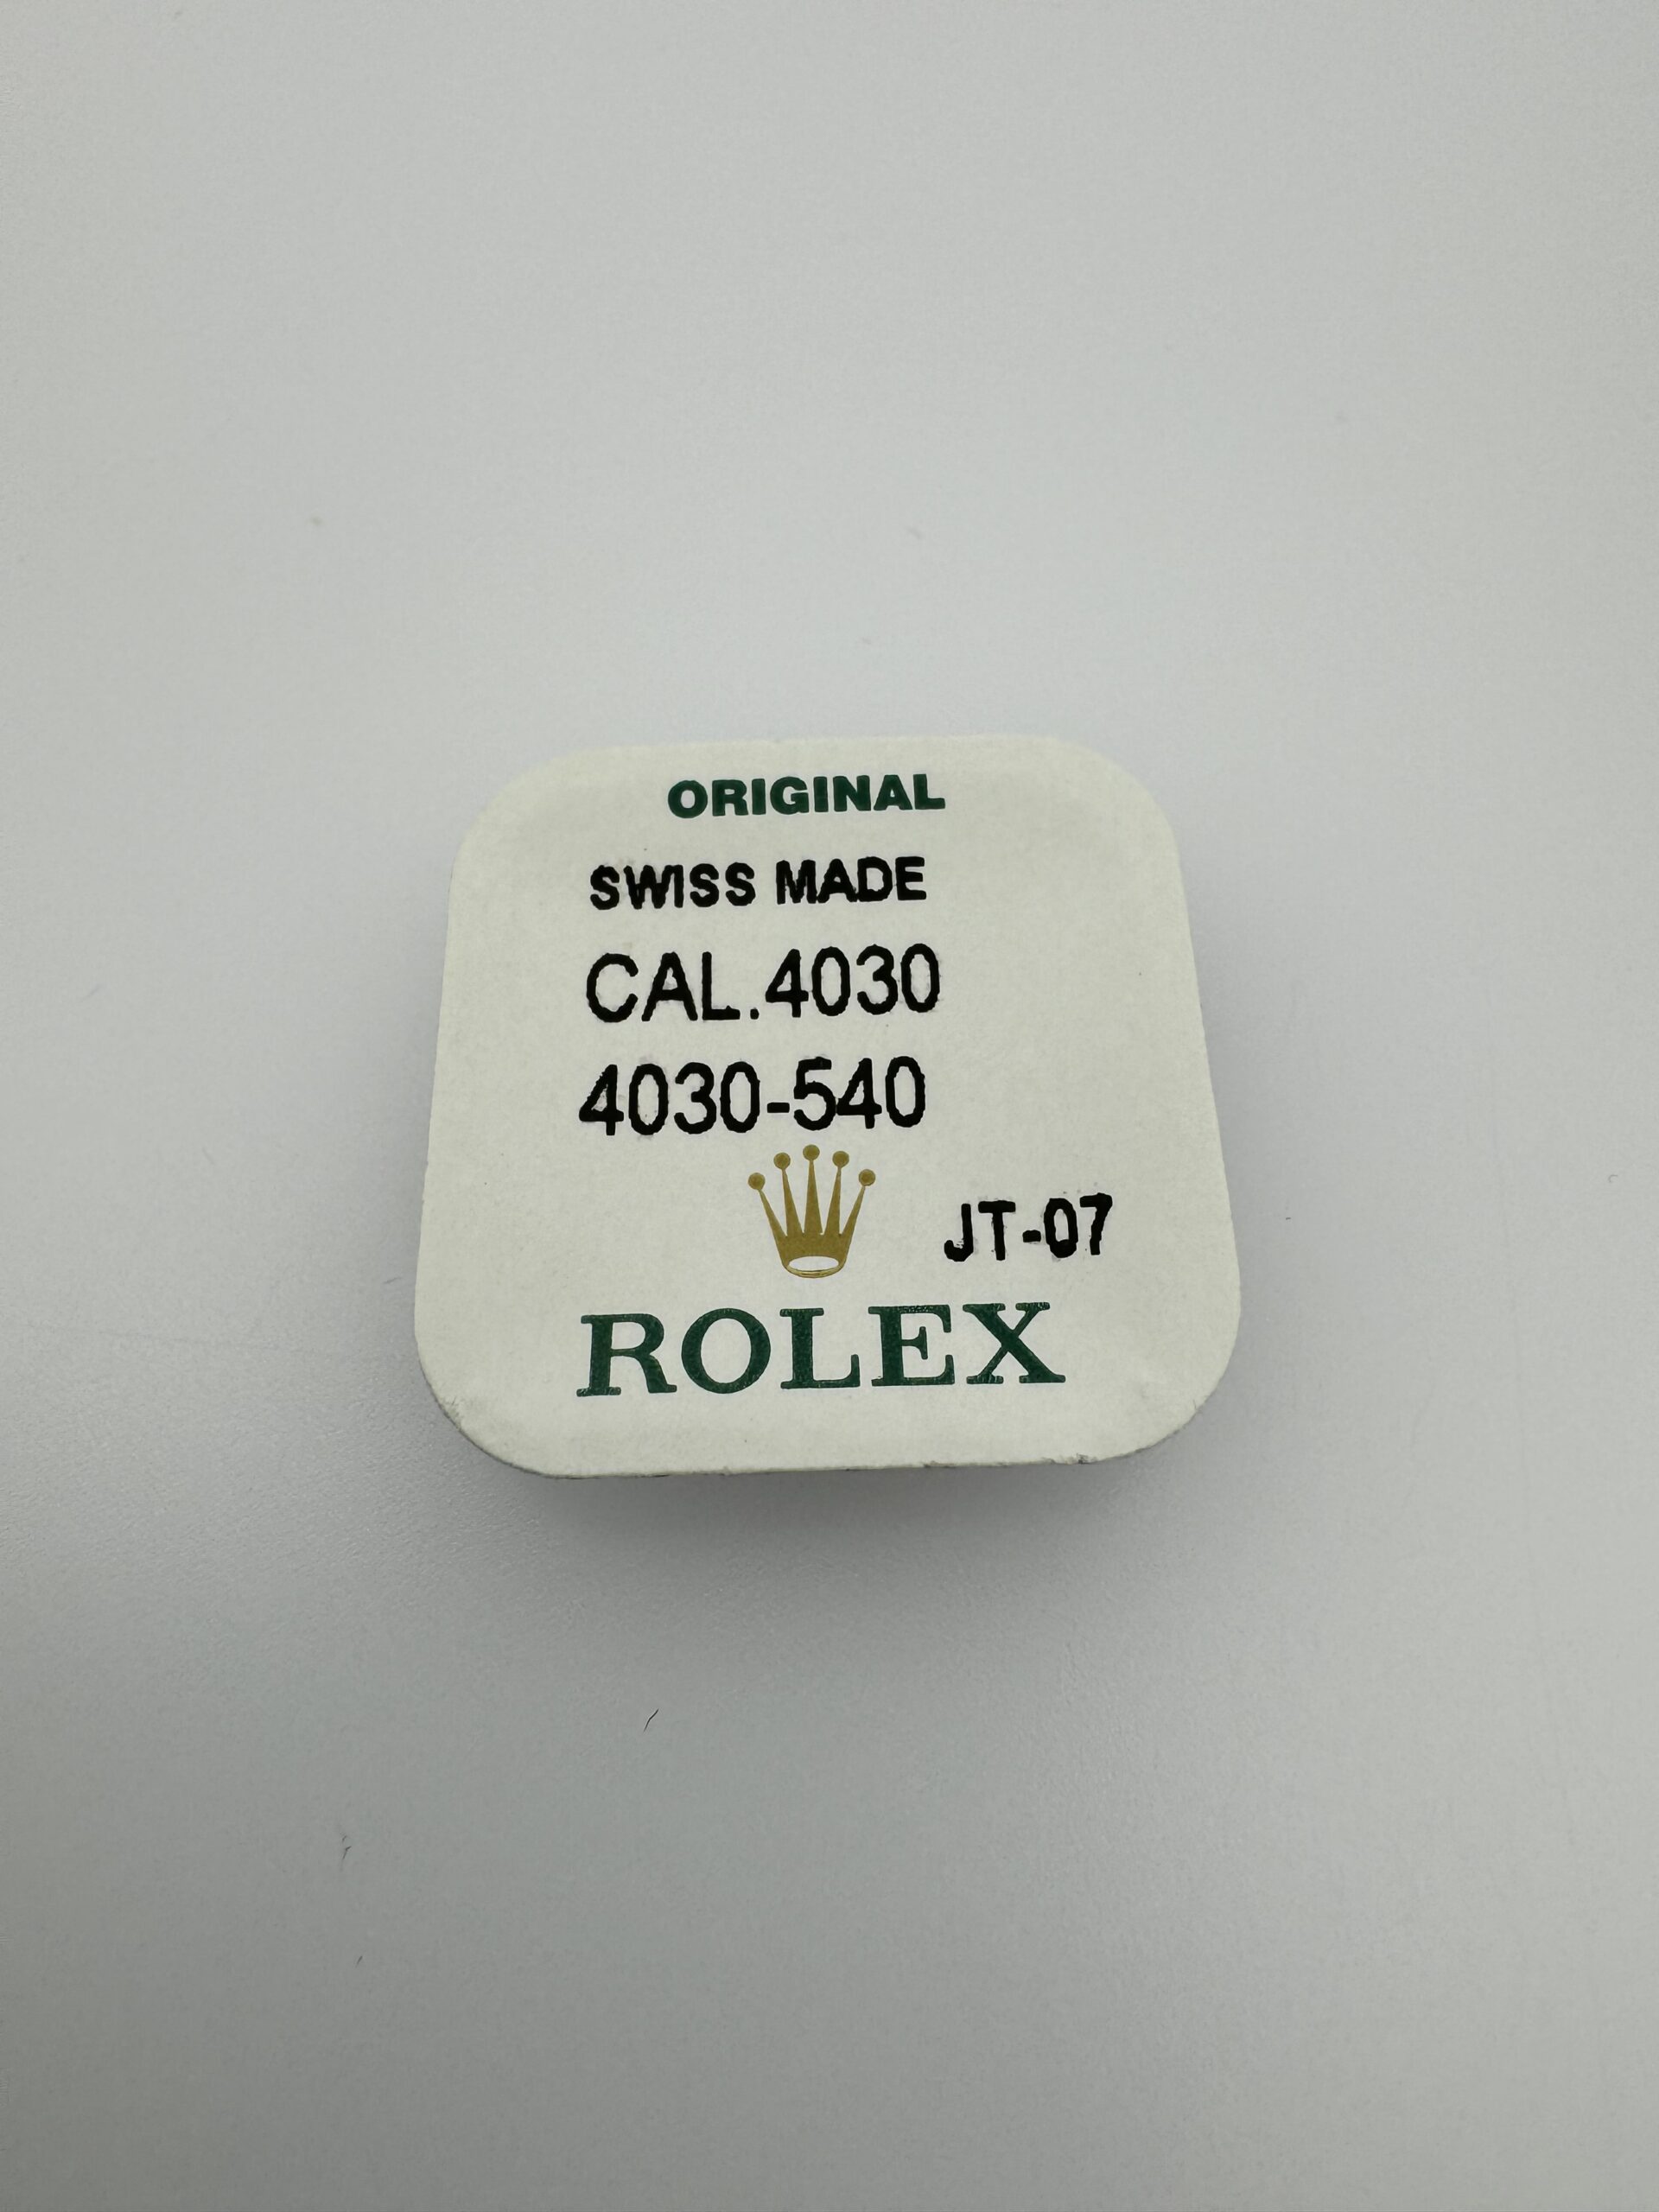 ORIGINAL
SWISS MADE
CAL.4030
4030-540
JT-07
ROLEX